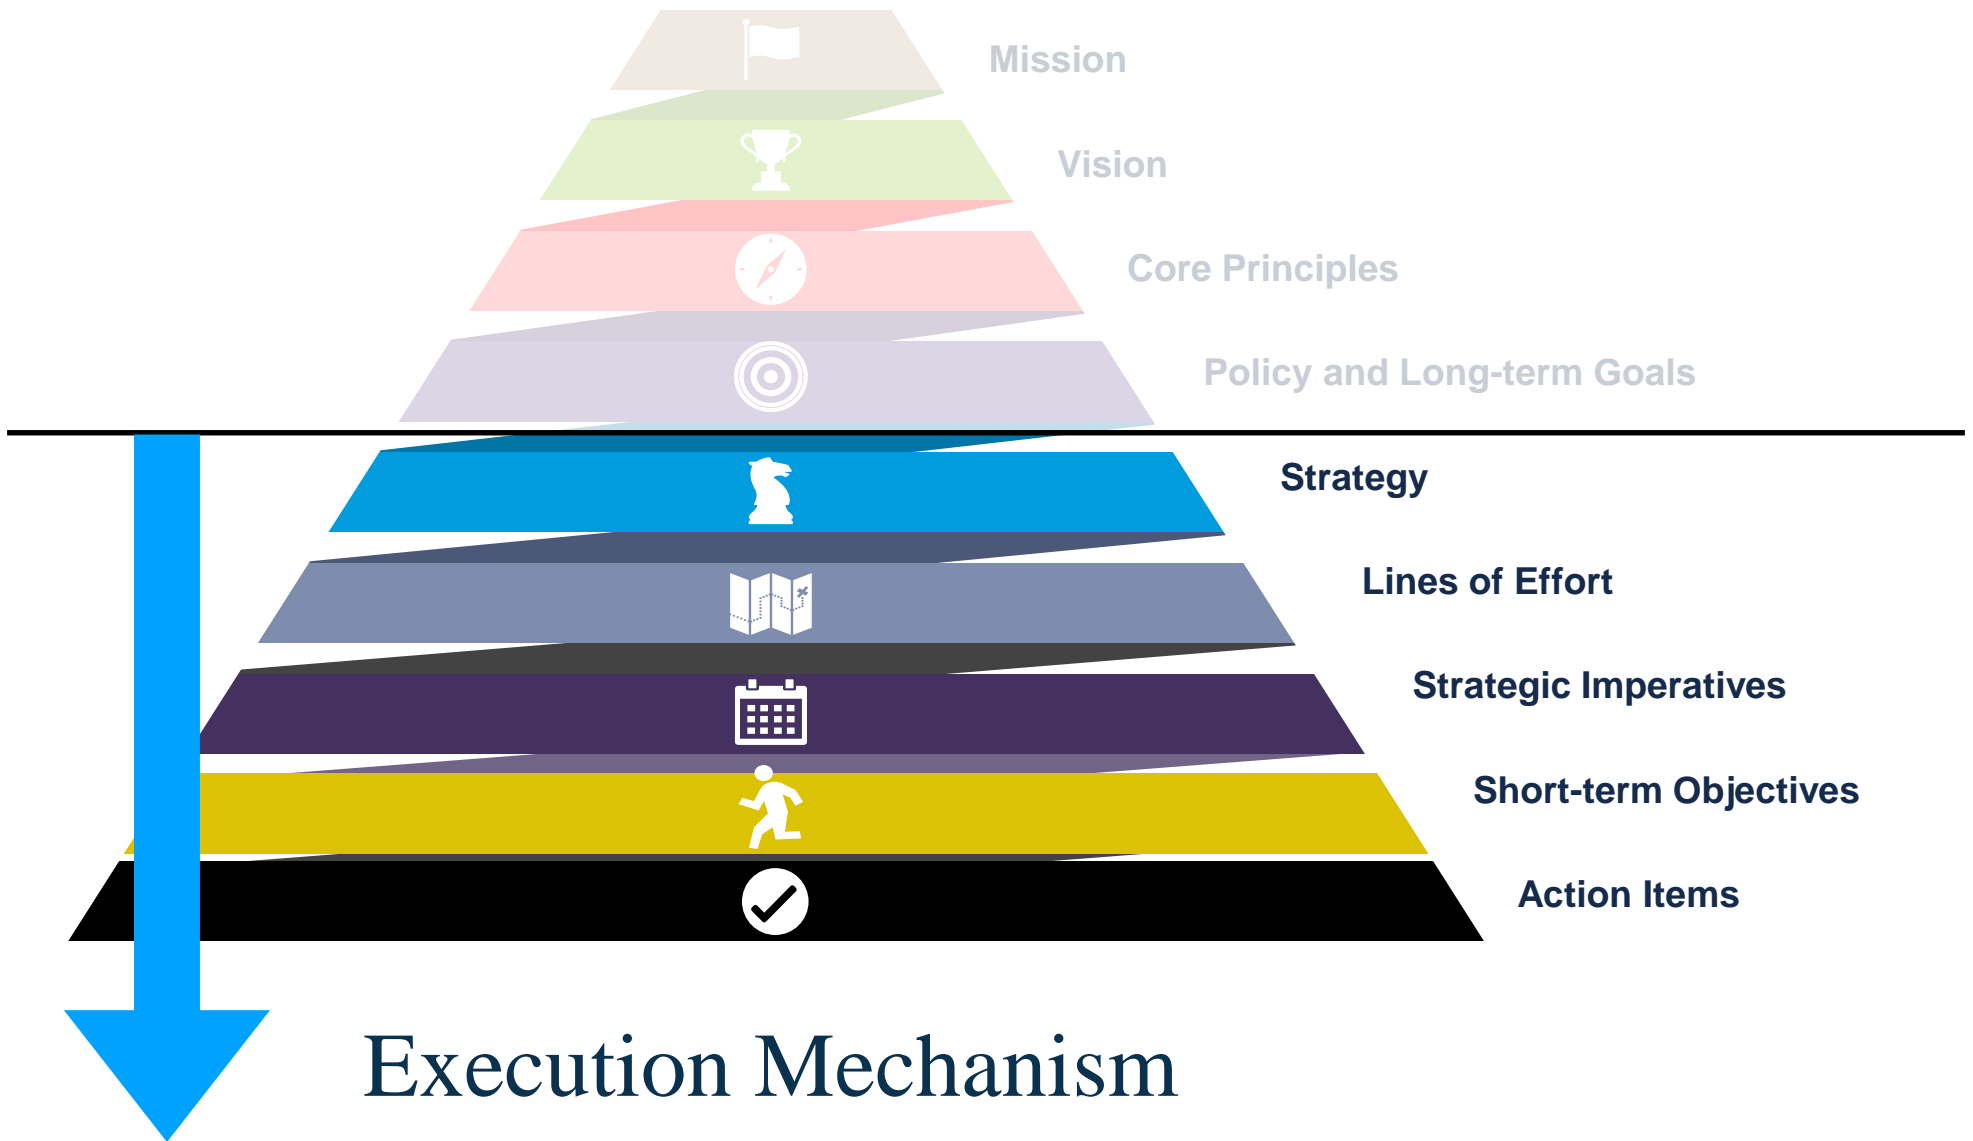 Mission
Vision
Core Principles
Policy and Long-term Goals
Strategy
Lines of Effort
Strategic Imperatives
Short-term Objectives
Action Items
Execution Mechanism